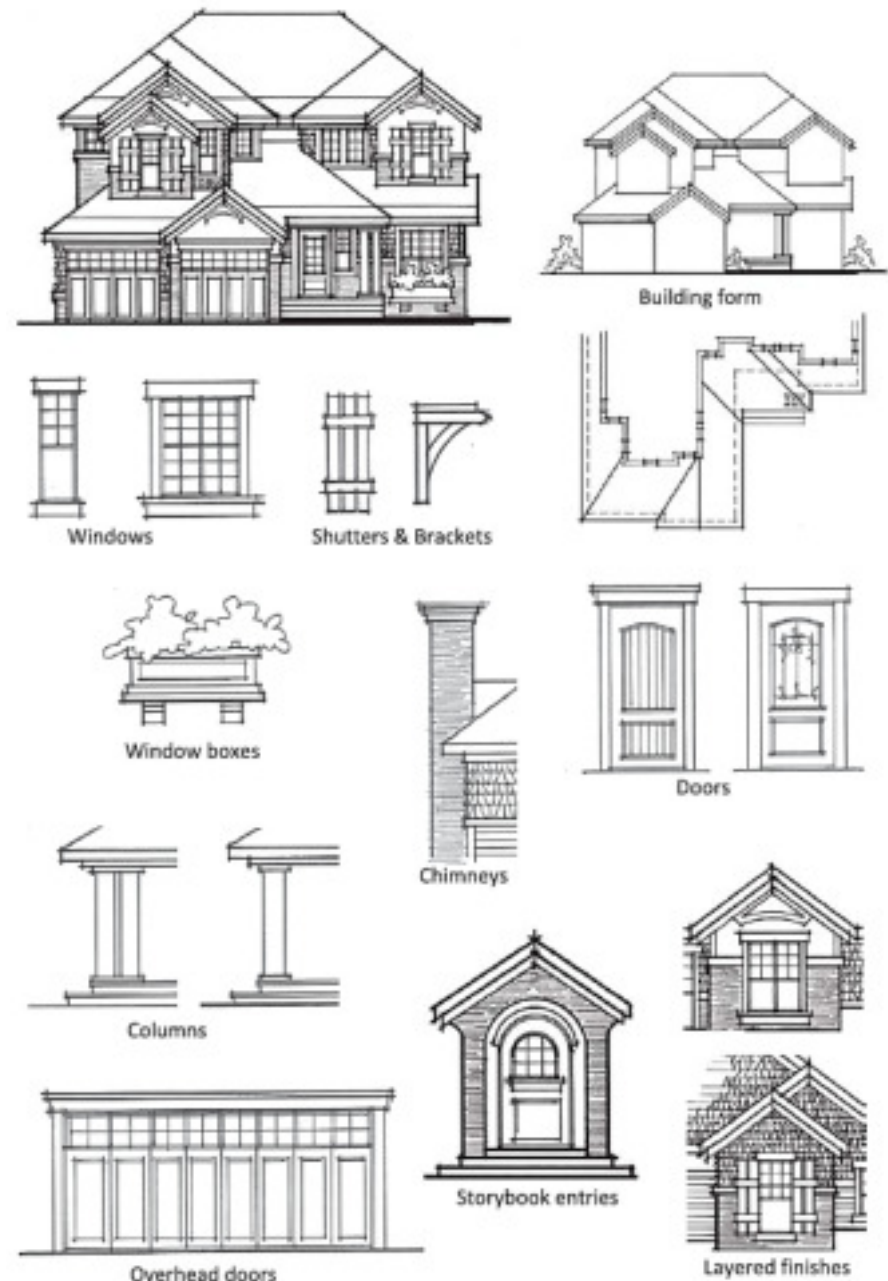 Building form
Windows
Shutters & Brackets
Window boxes
Doors
Chimneys
Columns
Storybook entries
Overhead doors
Layered finishes